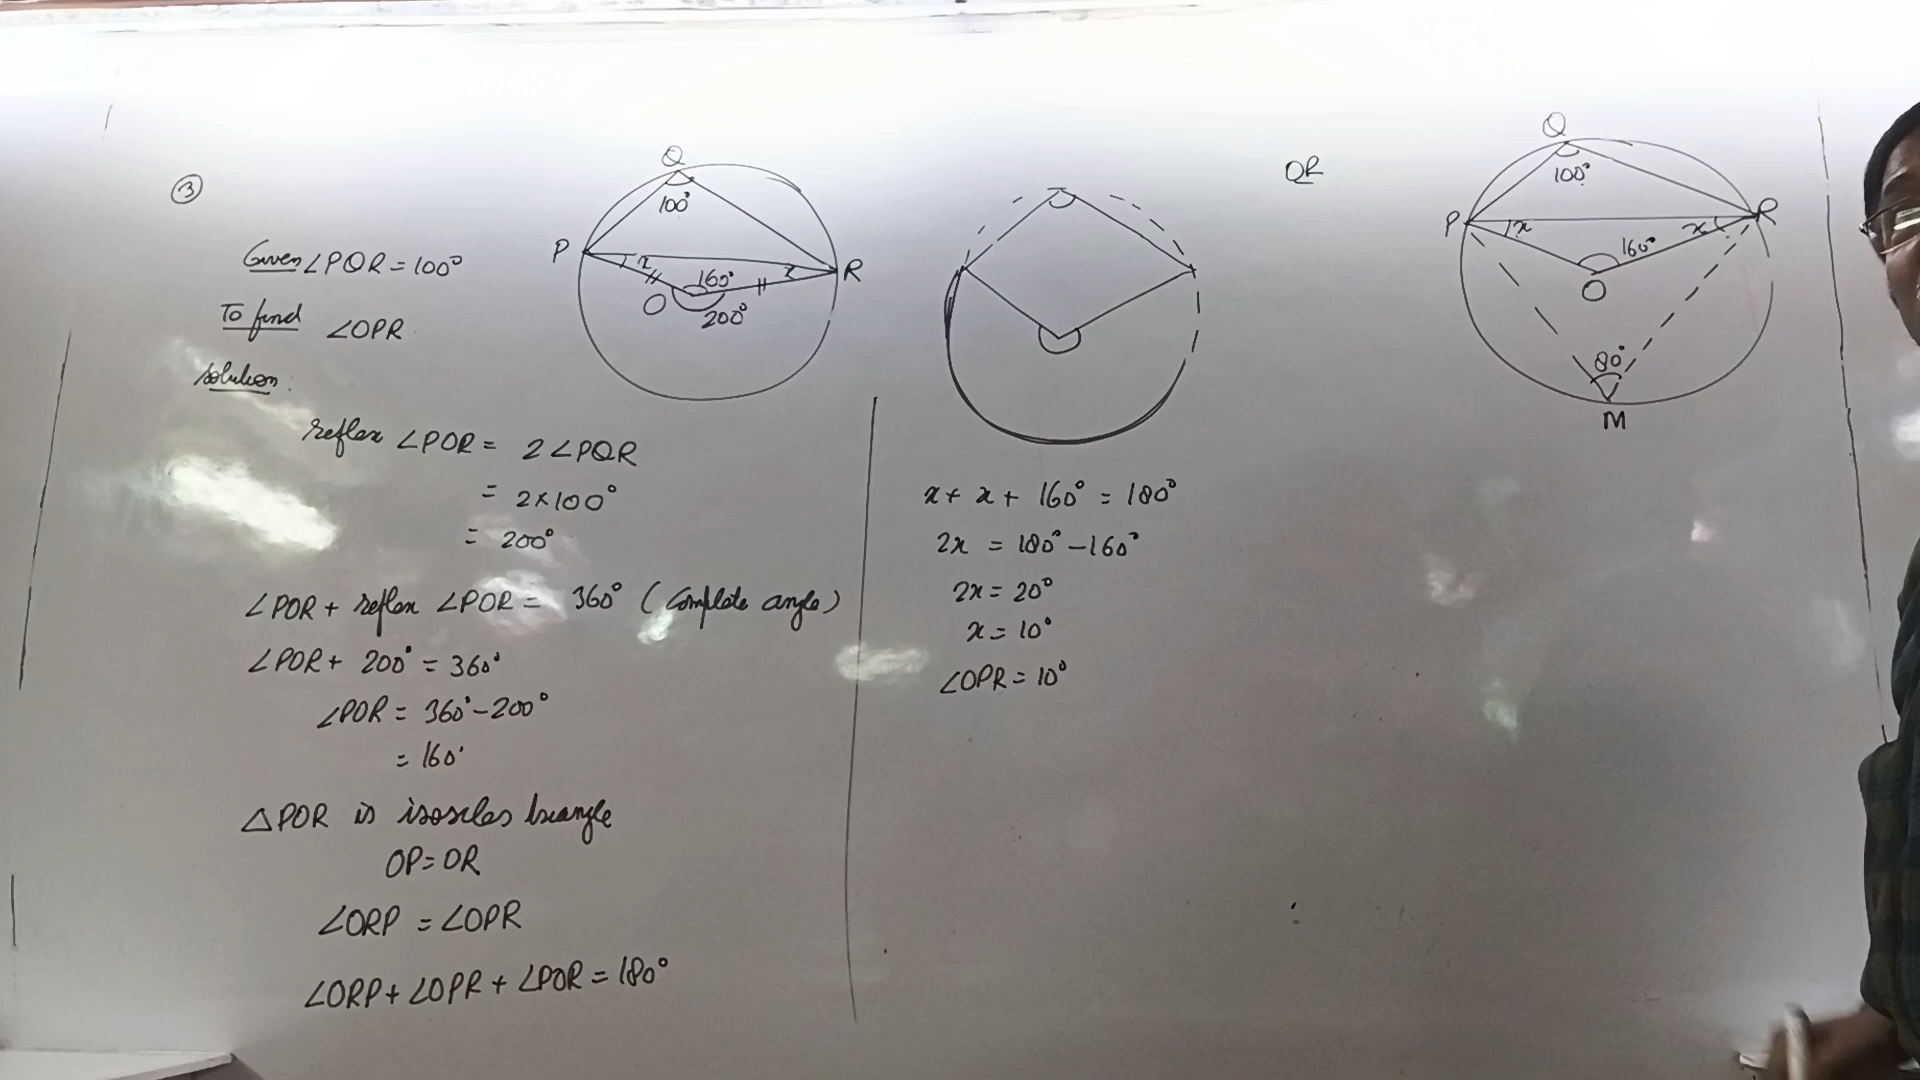 ③
Given ∠PQR = 100°
To find ∠OPR
Solution:
reflex ∠POR = 2∠PQR
= 2×100°
= 200°
∠POR + reflex ∠POR = 360° (Complete angle)
∠POR + 200° = 360°
∠POR = 360° - 200°
= 160°
△POR is isosceles triangle
OP = OR
∠ORP = ∠OPR
∠ORP + ∠OPR + ∠POR = 180°
Q
100°
P
x
160°
x
R
O
200°
x + x + 160° = 180°
2x = 180° - 160°
2x = 20°
x = 10°
∠OPR = 10°
QR
Q
100°
P
x
160°
x
R
O
80°
M